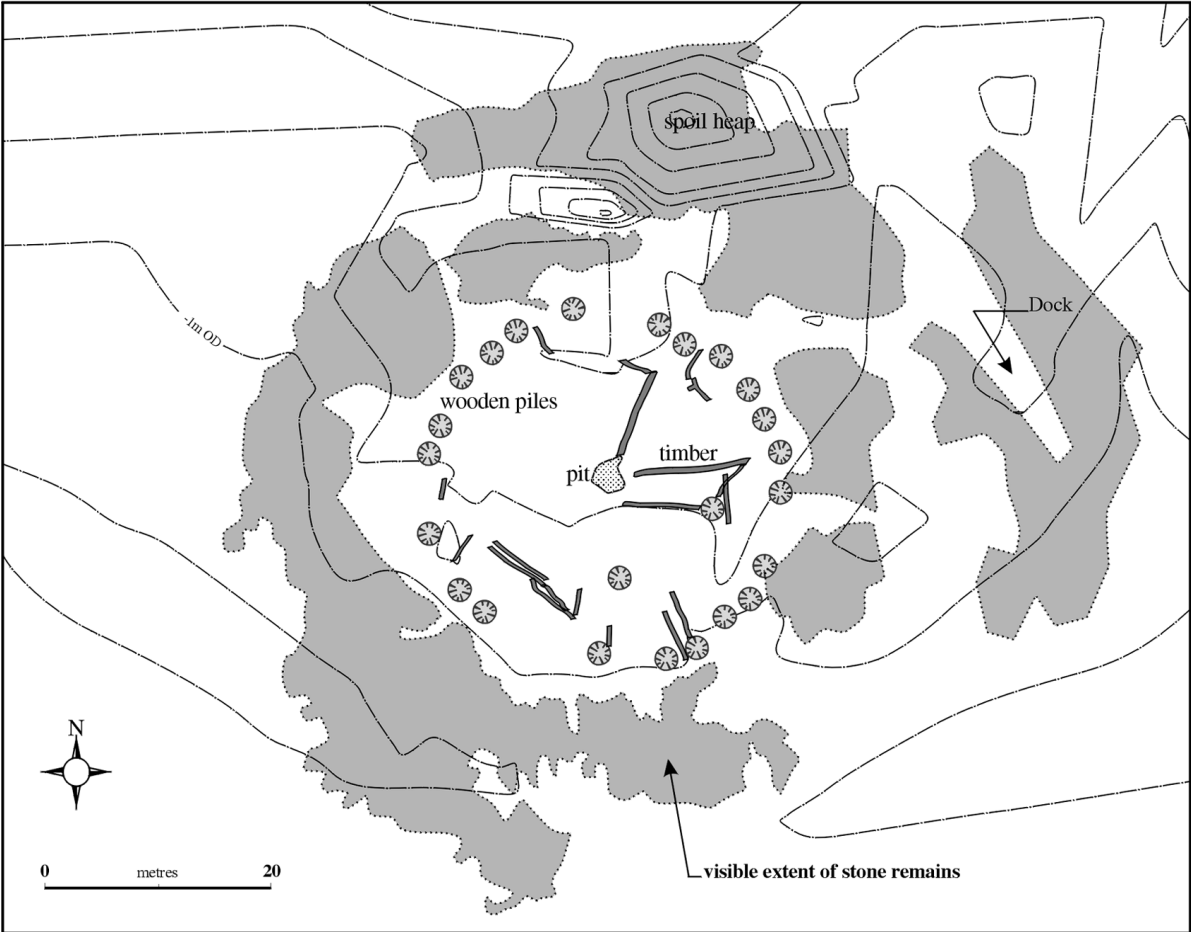 spoil heap
Dock
-1m OD
wooden piles
timber
pit
N
0 metres 20
visible extent of stone remains